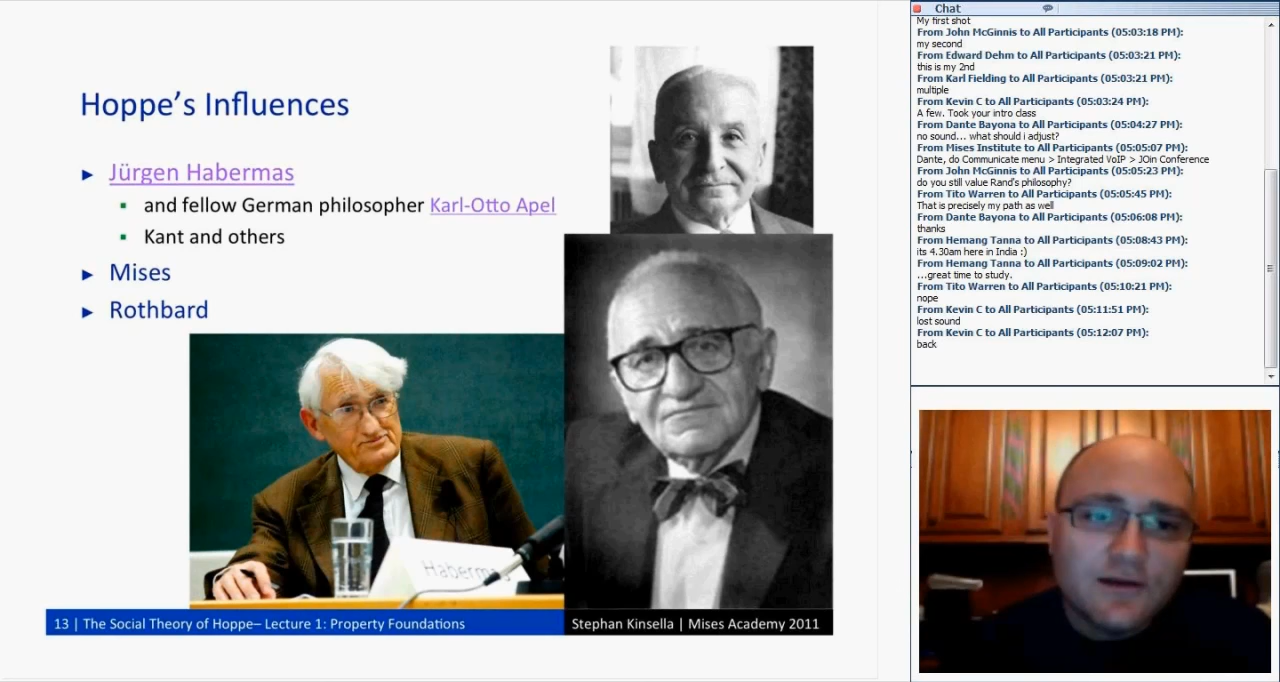 Hoppe's Influences
► Jürgen Habermas
▪ and fellow German philosopher Karl-Otto Apel
▪ Kant and others
► Mises
► Rothbard
Habermas
13 | The Social Theory of Hoppe– Lecture 1: Property Foundations
Stephan Kinsella | Mises Academy 2011
Chat
My first shot
From John McGinnis to All Participants (05:03:18 PM):
my second
From Edward Dehm to All Participants (05:03:21 PM):
this is my 2nd
From Karl Fielding to All Participants (05:03:21 PM):
multiple
From Kevin C to All Participants (05:03:24 PM):
A few. Took your intro class
From Dante Bayona to All Participants (05:04:27 PM):
no sound... what should i adjust?
From Mises Institute to All Participants (05:05:07 PM):
Dante, do Communicate menu > Integrated VoIP > JOin Conference
From John McGinnis to All Participants (05:05:23 PM):
do you still value Rand's philosophy?
From Tito Warren to All Participants (05:05:45 PM):
That is precisely my path as well
From Dante Bayona to All Participants (05:06:08 PM):
thanks
From Hemang Tanna to All Participants (05:08:43 PM):
its 4.30am here in India :)
From Hemang Tanna to All Participants (05:09:02 PM):
...great time to study.
From Tito Warren to All Participants (05:10:21 PM):
nope
From Kevin C to All Participants (05:11:51 PM):
lost sound
From Kevin C to All Participants (05:12:07 PM):
back